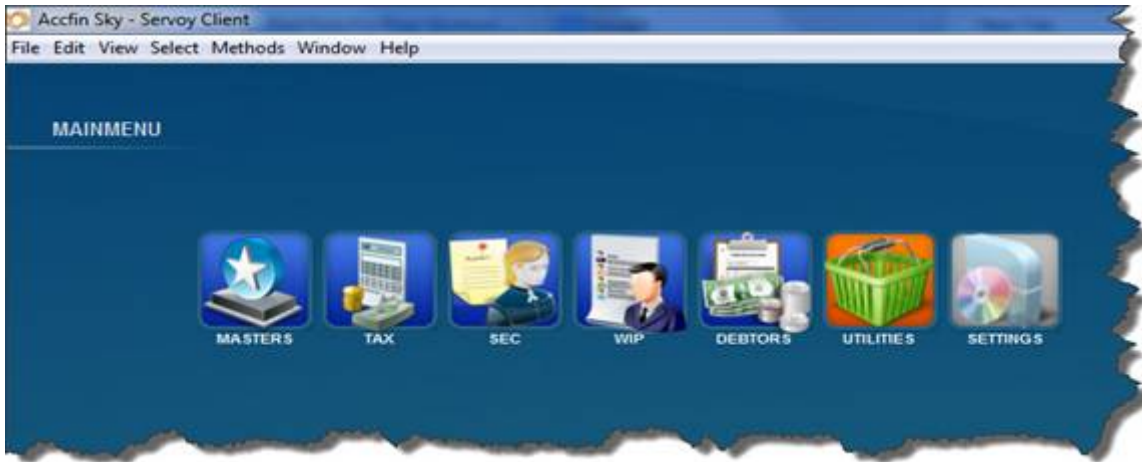 Accfin Sky - Servoy Client
File Edit View Select Methods Window Help
MAINMENU
MASTERS TAX SEC WIP DEBTORS UTILITIES SETTINGS